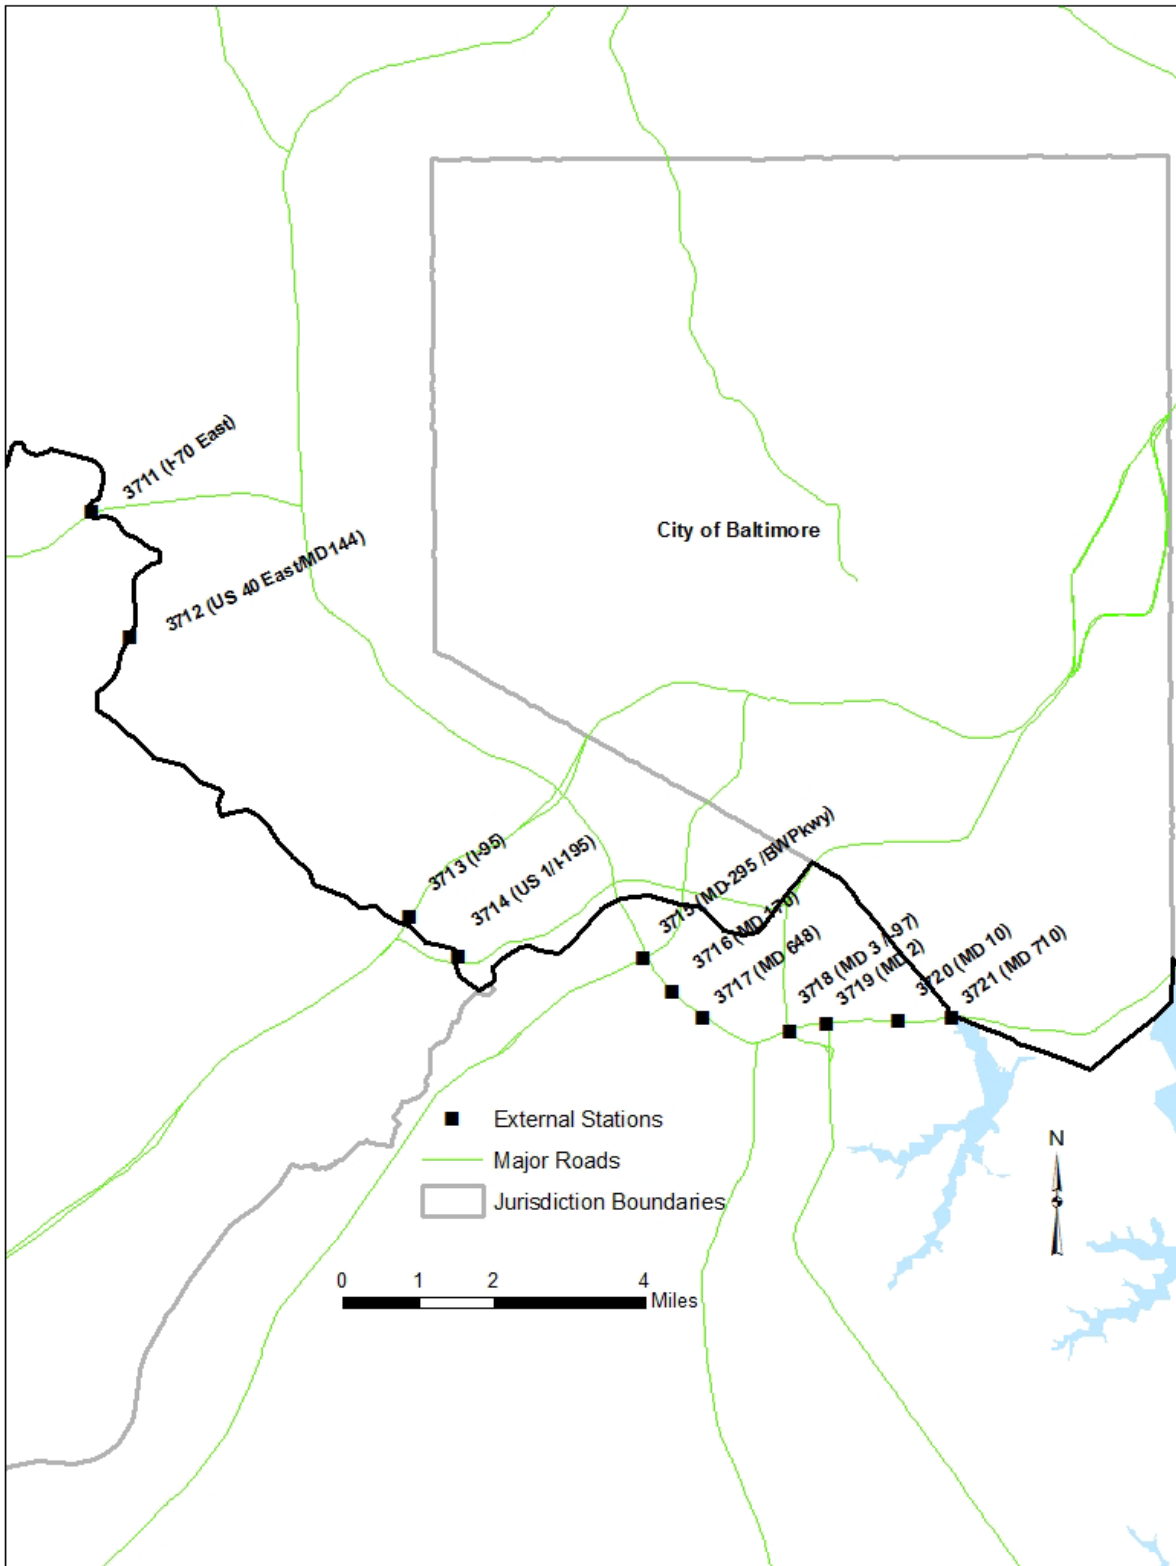 3711 (I-70 East)
City of Baltimore
3712 (US 40 East/MD144)
3713 (I-95)
3714 (US 1/I-195)
3715 (MD-295 /BWPkwy)
3716 (MD 170)
3717 (MD 648)
3718 (MD 3 /I-97)
3719 (MD 2)
3720 (MD 10)
3721 (MD 710)
External Stations
N
Major Roads
Jurisdiction Boundaries
0 1 2 4
Miles